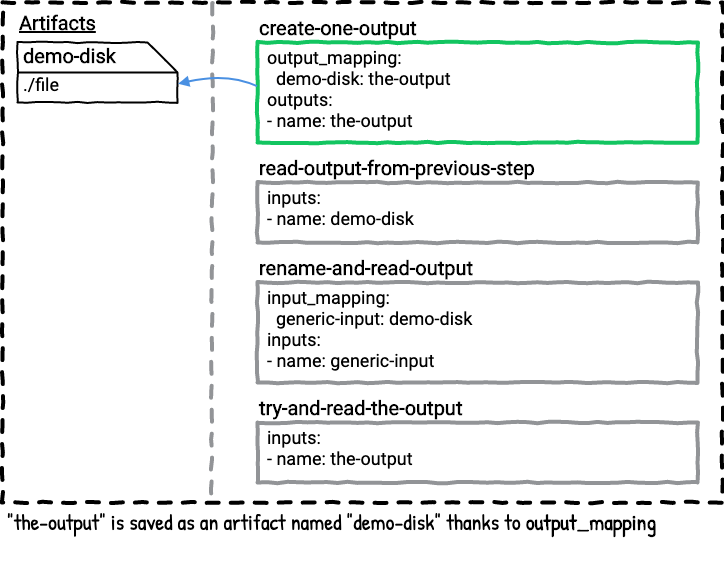 Artifacts
demo-disk
./file
create-one-output
output_mapping:
demo-disk: the-output
outputs:
- name: the-output
read-output-from-previous-step
inputs:
- name: demo-disk
rename-and-read-output
input_mapping:
generic-input: demo-disk
inputs:
- name: generic-input
try-and-read-the-output
inputs:
- name: the-output
"the-output" is saved as an artifact named "demo-disk" thanks to output_mapping